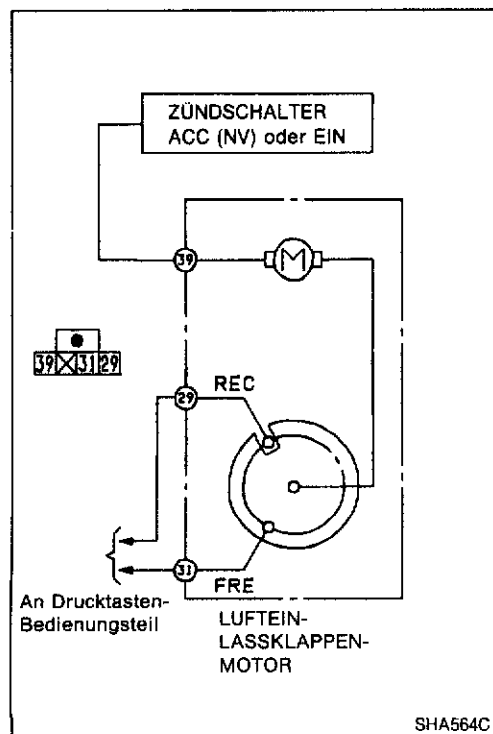 ZÜNDSCHALTER
ACC (NV) oder EIN
39
M
39 31 29
29
REC
31
FRE
An Drucktasten-
Bedienungsteil
LUFTEIN-
LASSKLAPPEN-
MOTOR
SHA564C